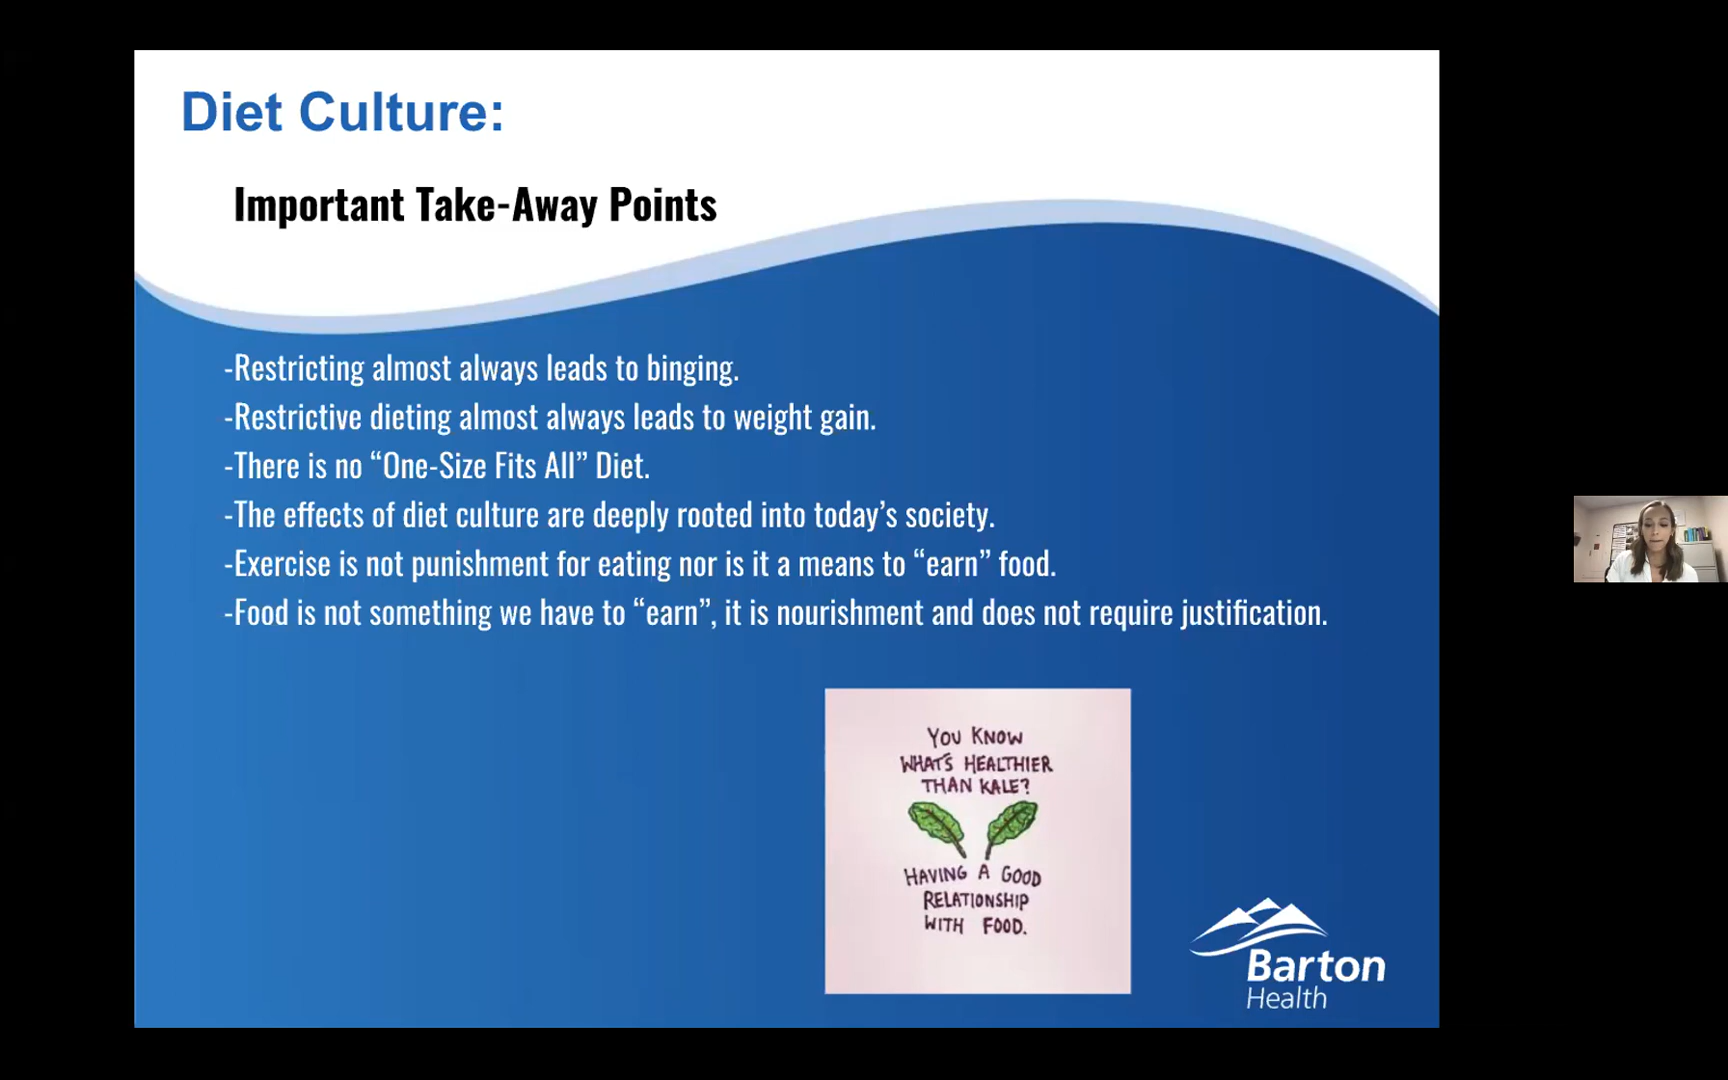 Diet Culture:
Important Take-Away Points
-Restricting almost always leads to binging.
-Restrictive dieting almost always leads to weight gain.
-There is no “One-Size Fits All” Diet.
-The effects of diet culture are deeply rooted into today’s society.
-Exercise is not punishment for eating nor is it a means to “earn” food.
-Food is not something we have to “earn”, it is nourishment and does not require justification.
YOU KNOW
WHAT'S HEALTHIER
THAN KALE?
HAVING A GOOD
RELATIONSHIP
WITH FOOD.
Barton
Health